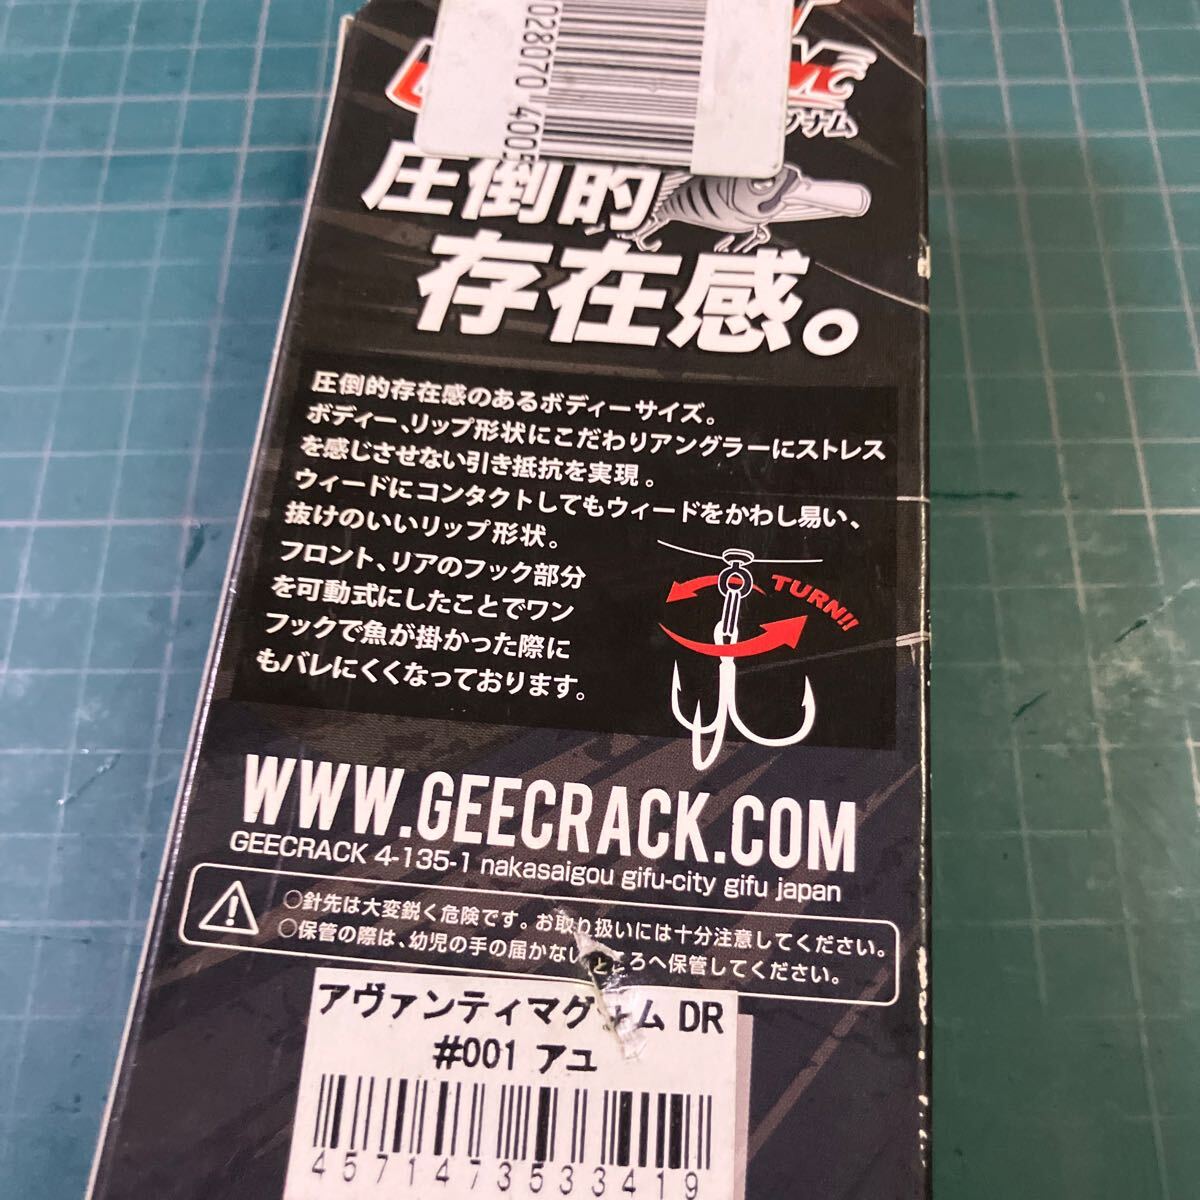 028070 4005
グナム
圧倒的
存在感。
圧倒的存在感のあるボディーサイズ。
ボディー、リップ形状にこだわりアングラーにストレス
を感じさせない引き抵抗を実現。
ウィードにコンタクトしてもウィードをかわし易い、
抜けのいいリップ形状。
フロント、リアのフック部分
を可動式にしたことでワン
フックで魚が掛かった際に
もバレにくくなっております。
TURN!!
WWW.GEECRACK.COM
GEECRACK 4-135-1 nakasaigou gifu-city gifu japan
○針先は大変鋭く危険です。お取り扱いには十分注意してください。
○保管の際は、幼児の手の届かないところへ保管してください。
アヴァンティマグナム DR
#001 アユ
4571473533419